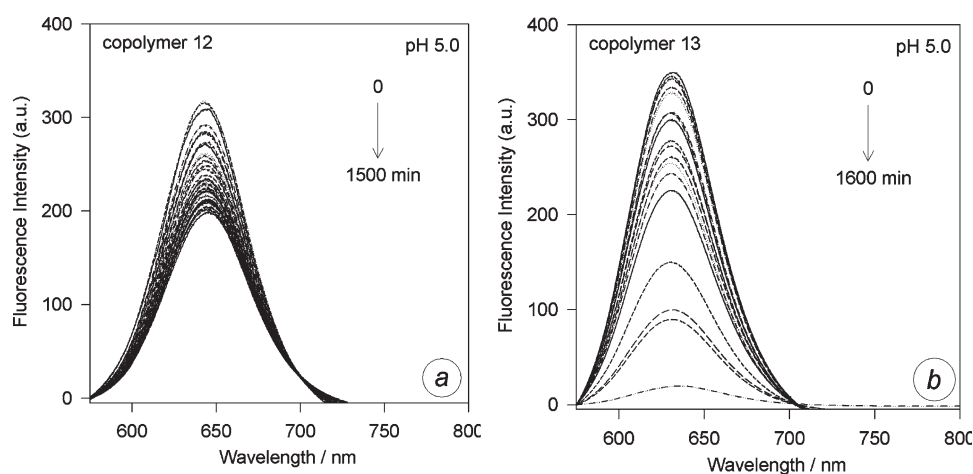 400
copolymer 12
pH 5.0
300
0
1500 min
200
100
0
600
650
700
750
800
Fluorescence Intensity (a.u.)
Wavelength / nm
a
400
copolymer 13
pH 5.0
300
0
1600 min
200
100
0
600
650
700
750
800
Fluorescence Intensity (a.u.)
Wavelength / nm
b